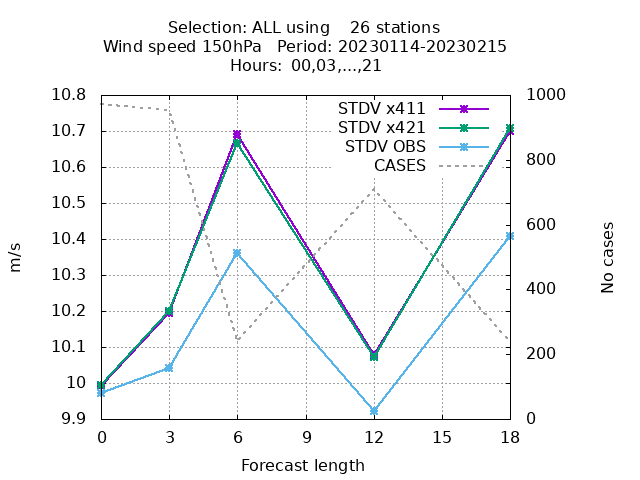 Selection: ALL using    26 stations
Wind speed 150hPa   Period: 20230114-20230215
Hours:  00,03,...,21
STDV x411
STDV x421
STDV OBS
CASES
10.8
10.7
10.6
10.5
10.4
10.3
10.2
10.1
10
9.9
m/s
1000
800
600
400
200
0
No cases
0 3 6 9 12 15 18
Forecast length